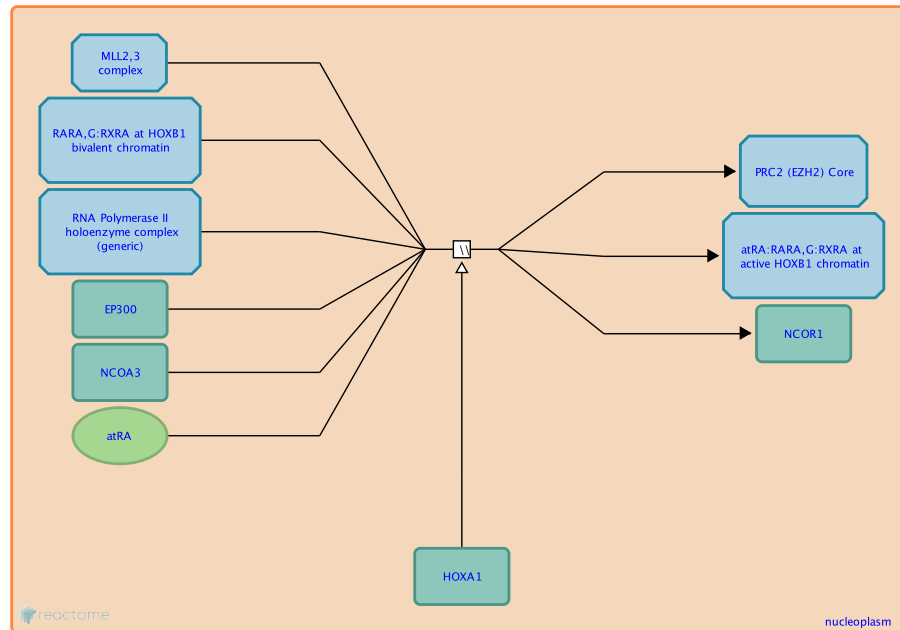 MLL2,3
complex
RARA,G:RXRA at HOXB1
bivalent chromatin
RNA Polymerase II
holoenzyme complex
(generic)
EP300
NCOA3
atRA
\\
PRC2 (EZH2) Core
atRA:RARA,G:RXRA at
active HOXB1 chromatin
NCOR1
HOXA1
reactome
nucleoplasm